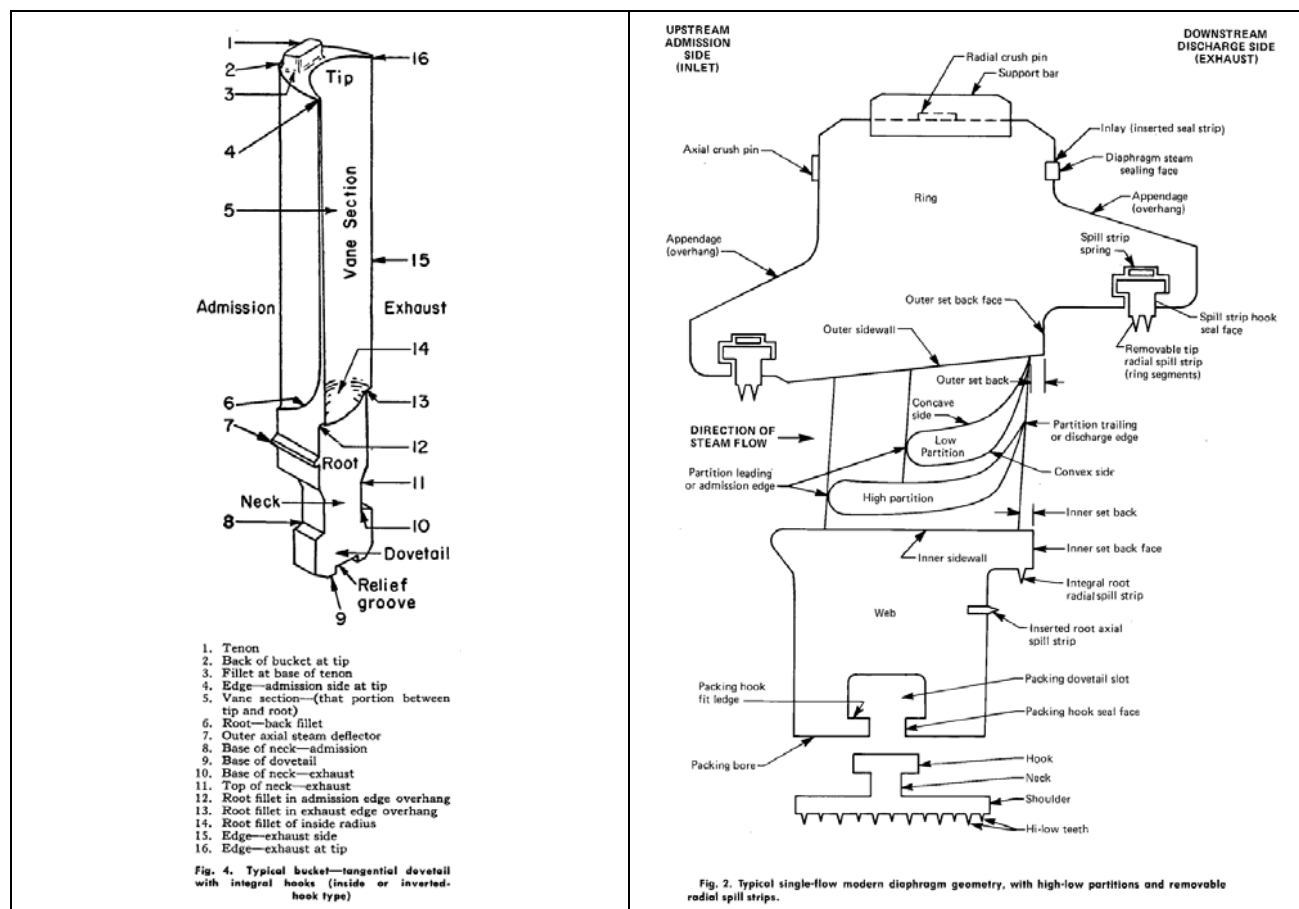 1
2
3
4
5
6
7
8
9
10
11
12
13
14
15
16
Tip
Vane Section
Admission
Exhaust
Root
Neck
Dovetail
Relief
groove
1. Tenon
2. Back of bucket at tip
3. Fillet at base of tenon
4. Edge—admission side at tip
5. Vane section—(that portion between
tip and root)
6. Root—back fillet
7. Outer axial steam deflector
8. Base of neck—admission
9. Base of dovetail
10. Base of neck—exhaust
11. Top of neck—exhaust
12. Root fillet in admission edge overhang
13. Root fillet in exhaust edge overhang
14. Root fillet of inside radius
15. Edge—exhaust side
16. Edge—exhaust at tip
Fig. 4. Typical bucket—tangential dovetail
with integral hooks (inside or inverted-
hook type)
UPSTREAM
ADMISSION
SIDE
(INLET)
DOWNSTREAM
DISCHARGE SIDE
(EXHAUST)
Radial crush pin
Support bar
Axial crush pin
Inlay (inserted seal strip)
Diaphragm steam
sealing face
Ring
Appendage
(overhang)
Appendage
(overhang)
Spill strip
spring
Outer set back face
Outer sidewall
Spill strip hook
seal face
Removable tip
radial spill strip
(ring segments)
Outer set back
Concave
side
DIRECTION OF
STEAM FLOW
Low
Partition
Partition trailing
or discharge edge
Convex side
Partition leading
or admission edge
High partition
Inner set back
Inner sidewall
Inner set back face
Integral root
radial spill strip
Web
Inserted root axial
spill strip
Packing hook
fit ledge
Packing dovetail slot
Packing hook seal face
Packing bore
Hook
Neck
Shoulder
Hi-low teeth
Fig. 2. Typical single-flow modern diaphragm geometry, with high-low partitions and removable
radial spill strips.